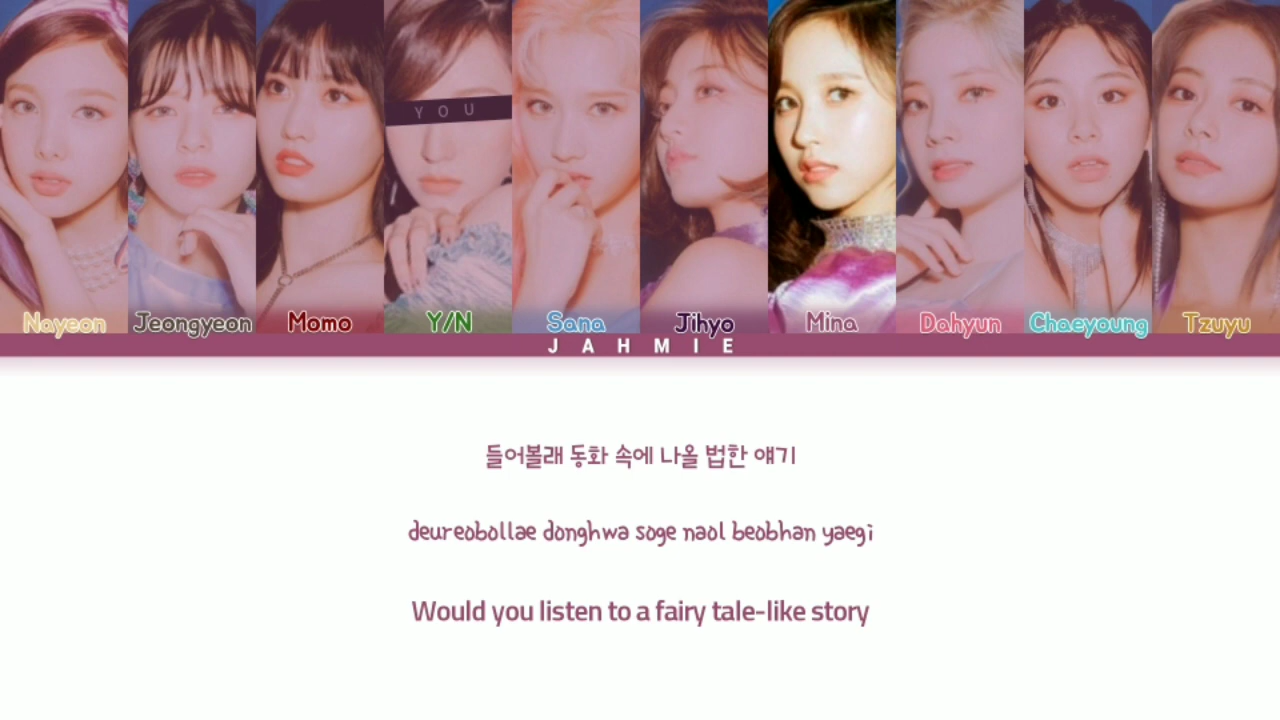 YOU
Nayeon Jeongyeon Momo Y/N Sana Jihyo Mina Dahyun Chaeyoung Tzuyu
JAHMIE
들어볼래 동화 속에 나올 법한 얘기
deureobollae donghwa soge naol beobhan yaegi
Would you listen to a fairy tale-like story